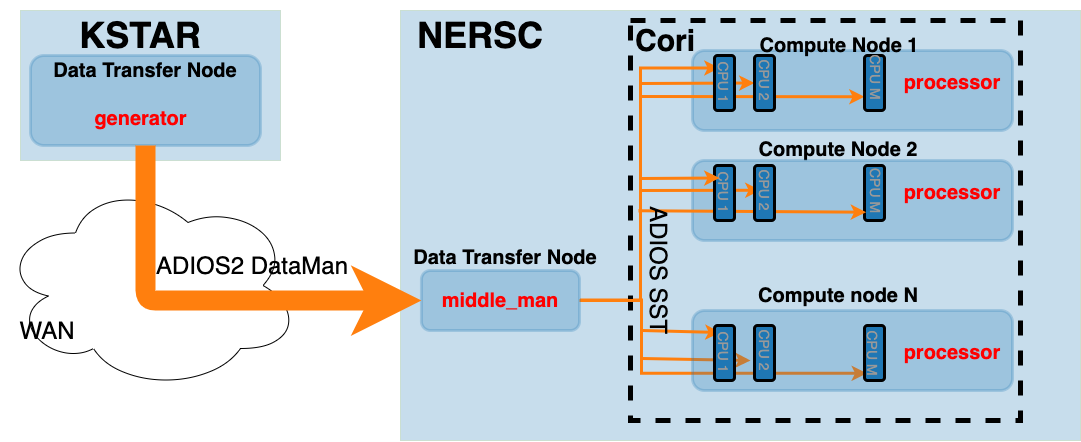 KSTAR
Data Transfer Node
generator
ADIOS2 DataMan
WAN
NERSC
Data Transfer Node
middle_man
ADIOS SST
Cori
Compute Node 1
CPU 1
CPU 2
CPU M
processor
Compute Node 2
CPU 1
CPU 2
CPU M
processor
Compute node N
CPU 1
CPU 2
CPU M
processor